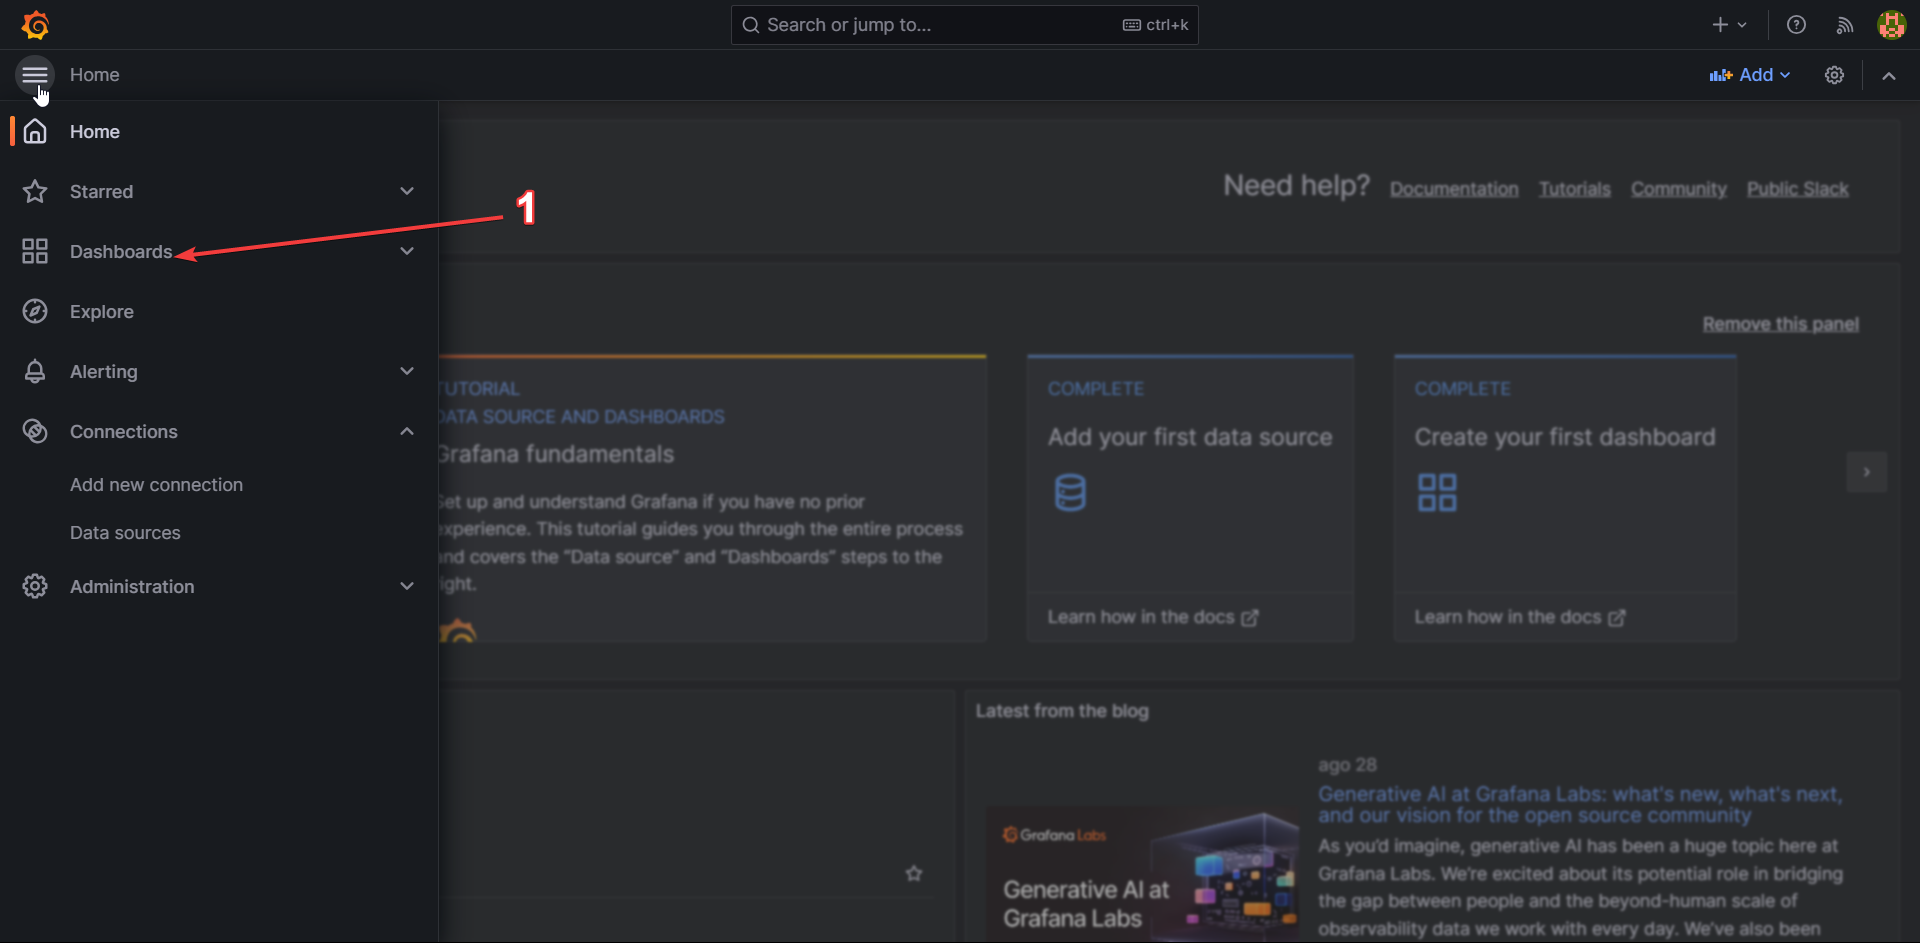 Search or jump to...
ctrl+k
Home
Add
Home
Starred
1
Need help? Documentation Tutorials Community Public Slack
Dashboards
Explore
Remove this panel
Alerting
Connections
Add new connection
Data sources
Administration
TUTORIAL
DATA SOURCE AND DASHBOARDS
Grafana fundamentals
Set up and understand Grafana if you have no prior
experience. This tutorial guides you through the entire process
and covers the "Data source" and "Dashboards" steps to the
right.
COMPLETE
Add your first data source
Learn how in the docs
COMPLETE
Create your first dashboard
Learn how in the docs
Latest from the blog
Grafana Labs
Generative AI at
Grafana Labs
ago 28
Generative AI at Grafana Labs: what's new, what's next,
and our vision for the open source community
As you'd imagine, generative AI has been a huge topic here at
Grafana Labs. We're excited about its potential role in bridging
the gap between people and the beyond-human scale of
observability data we work with every day. We've also been